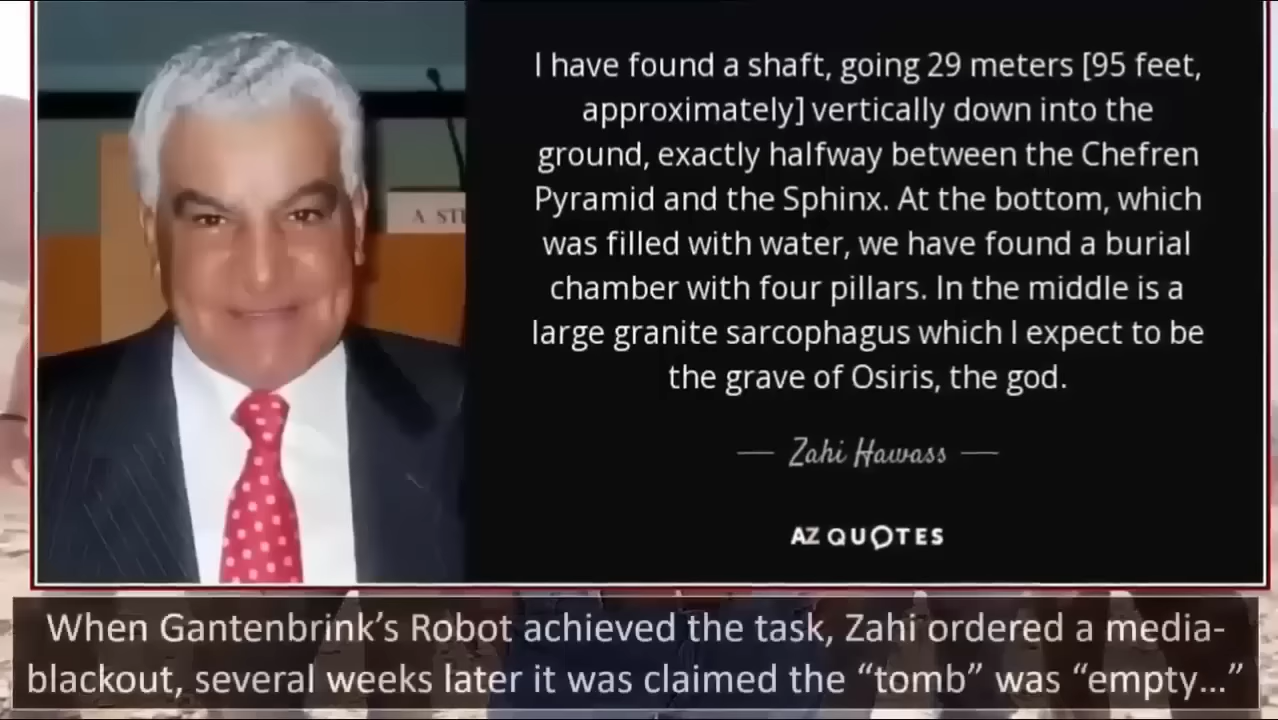 I have found a shaft, going 29 meters [95 feet,
approximately] vertically down into the
ground, exactly halfway between the Chefren
Pyramid and the Sphinx. At the bottom, which
was filled with water, we have found a burial
chamber with four pillars. In the middle is a
large granite sarcophagus which I expect to be
the grave of Osiris, the god.
— Zahi Hawass —
AZ QUOTES
A ST
When Gantenbrink’s Robot achieved the task, Zahi ordered a media-
blackout, several weeks later it was claimed the “tomb” was “empty...”